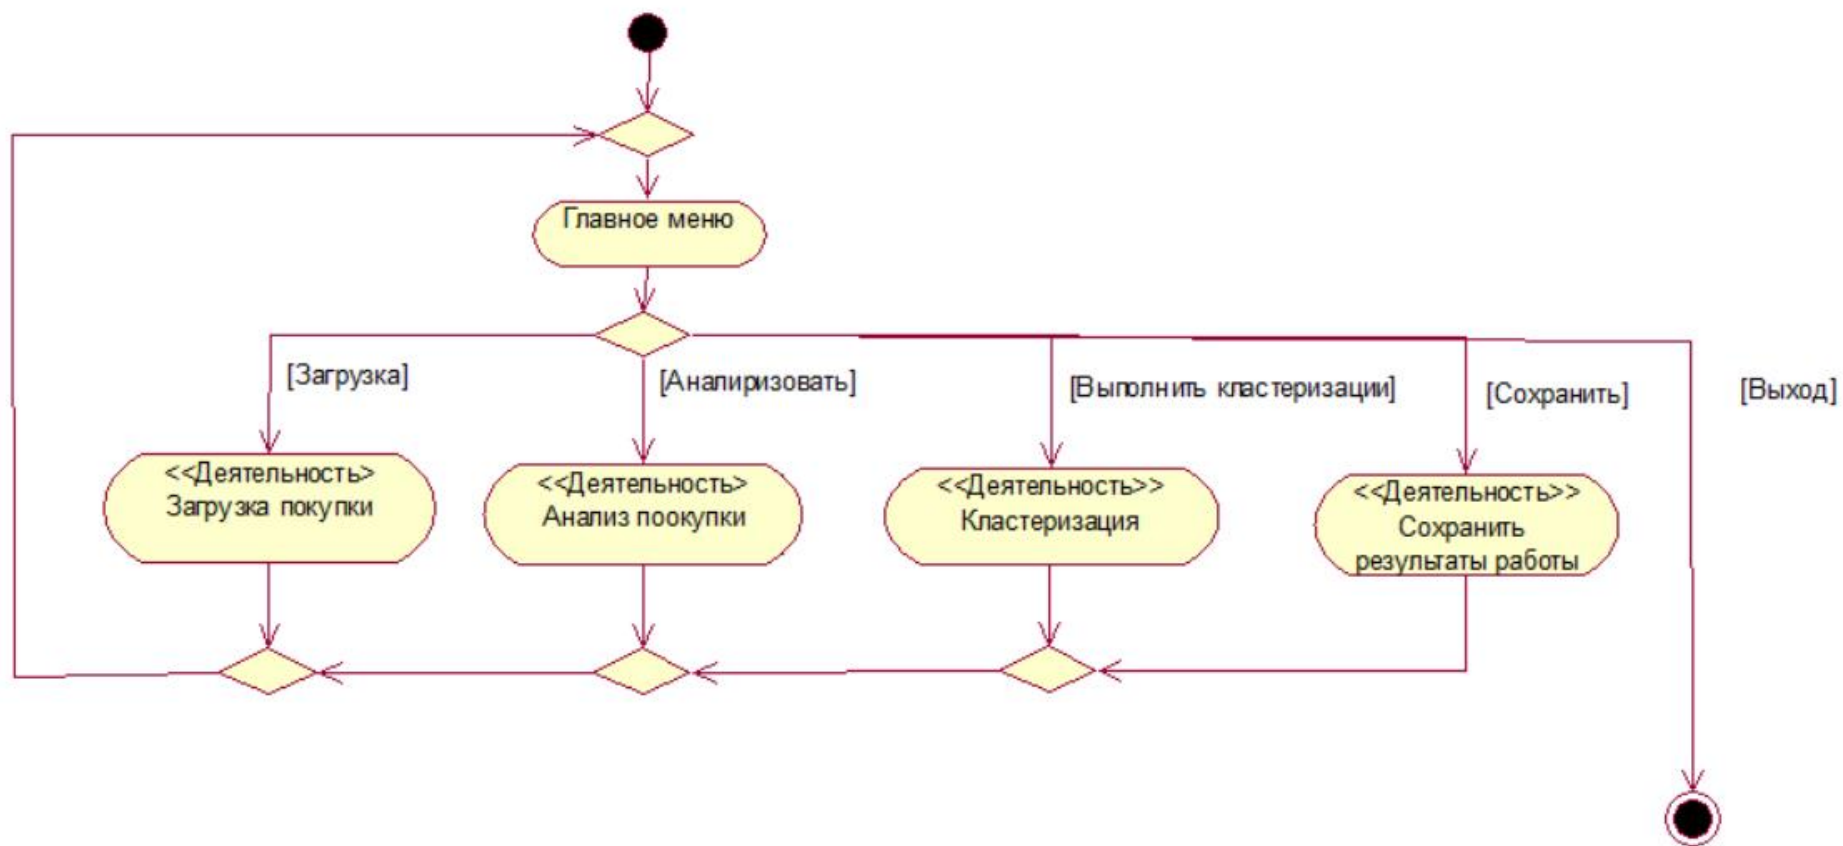 Главное меню
[Загрузка]
[Аналиризовать]
[Выполнить кластеризации]
[Сохранить]
[Выход]
<<Деятельность>
Загрузка покупки
<<Деятельность>
Анализ поокупки
<<Деятельность>>
Кластеризация
<<Деятельность>>
Сохранить
результаты работы